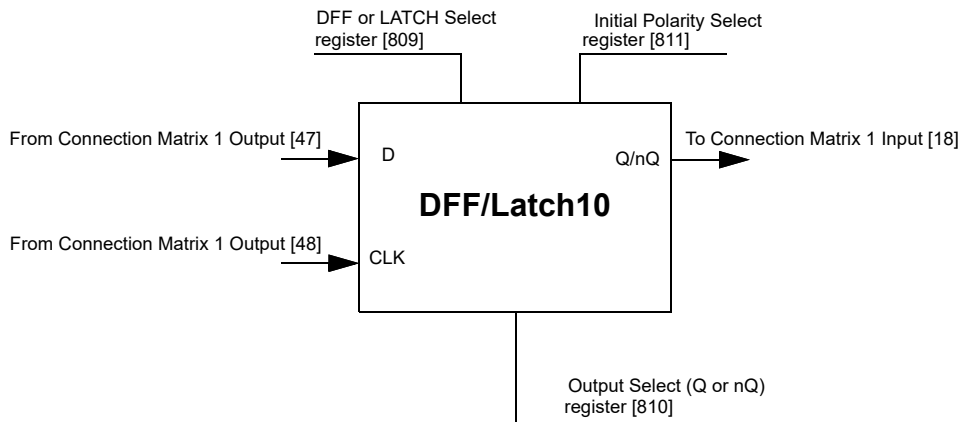 DFF or LATCH Select
register [809]
Initial Polarity Select
register [811]
From Connection Matrix 1 Output [47]
D
Q/nQ
To Connection Matrix 1 Input [18]
DFF/Latch10
From Connection Matrix 1 Output [48]
CLK
Output Select (Q or nQ)
register [810]